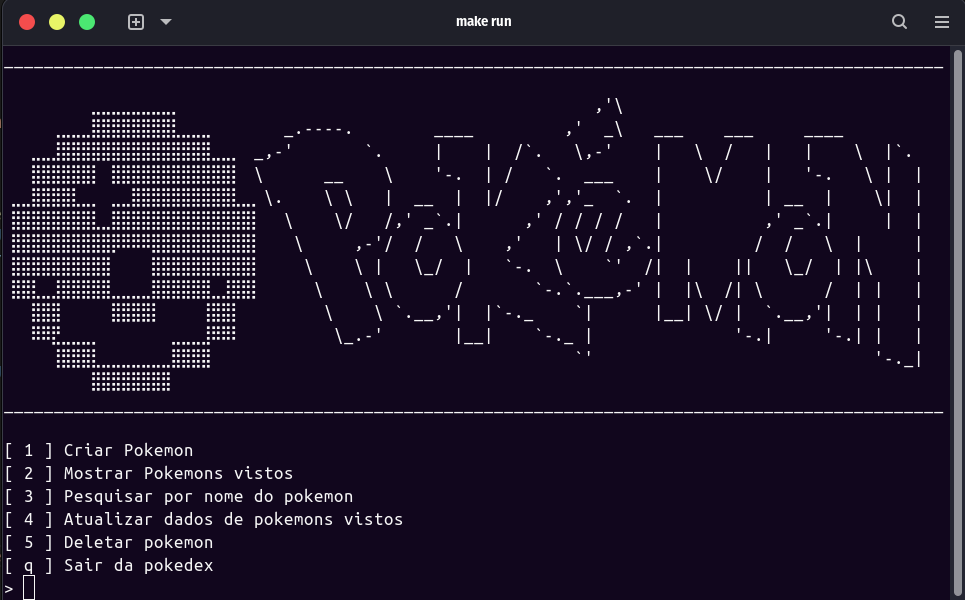 make run
POKéMON
[ 1 ] Criar Pokemon
[ 2 ] Mostrar Pokemons vistos
[ 3 ] Pesquisar por nome do pokemon
[ 4 ] Atualizar dados de pokemons vistos
[ 5 ] Deletar pokemon
[ q ] Sair da pokedex
>